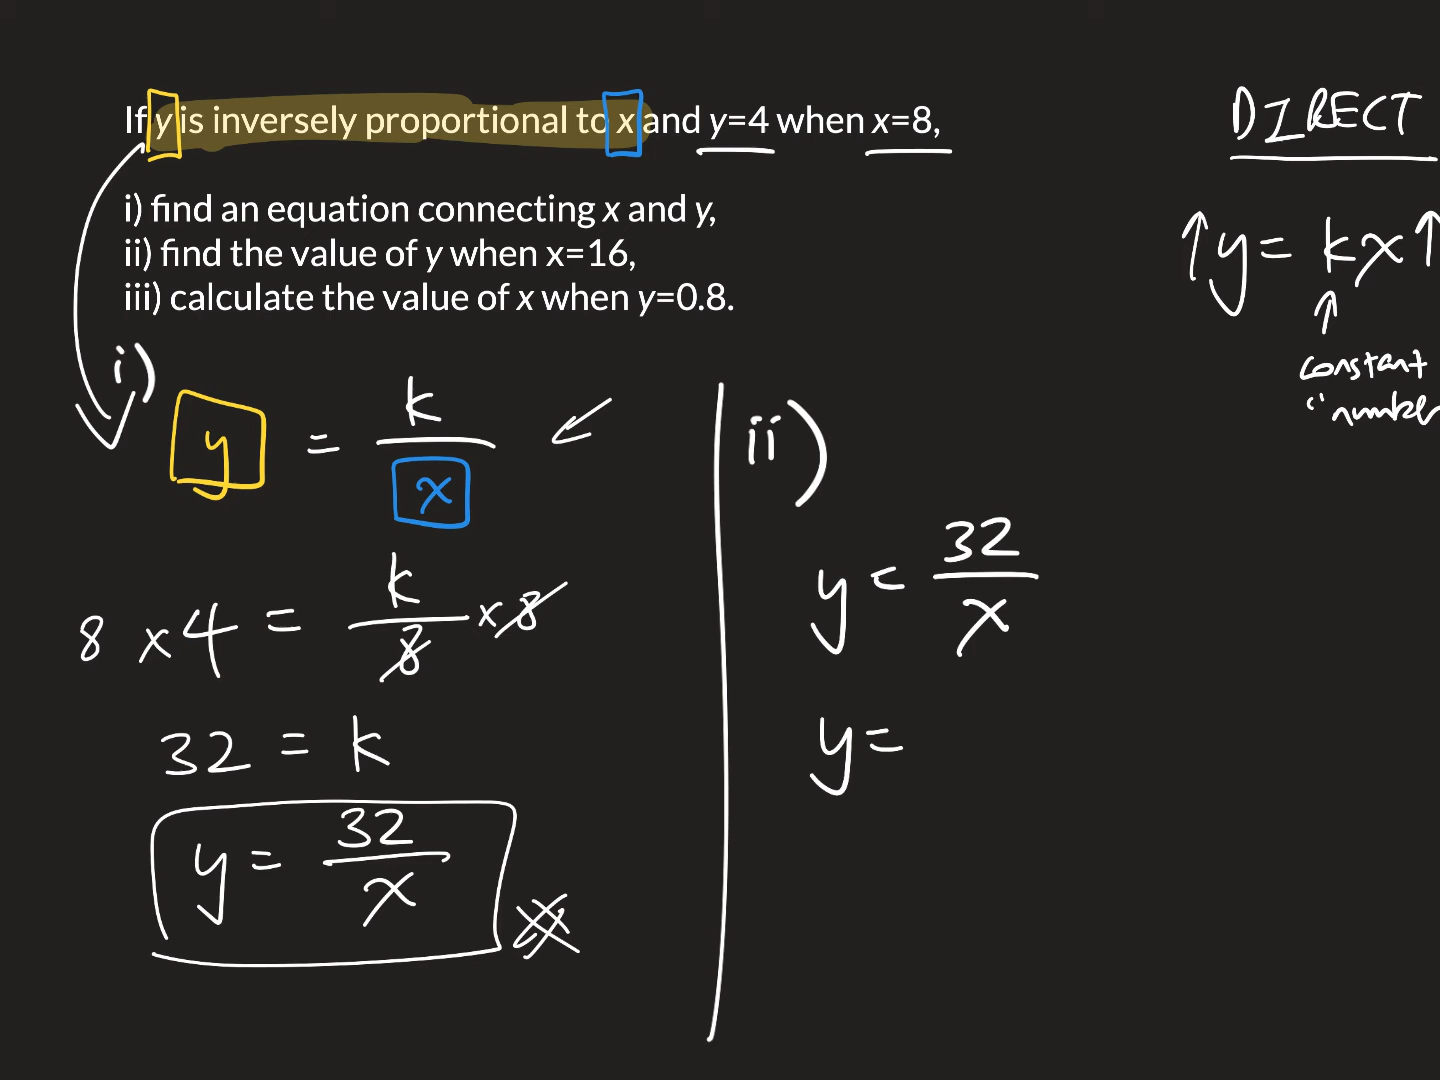 If y is inversely proportional to x and y=4 when x=8,
i) find an equation connecting x and y,
ii) find the value of y when x=16,
iii) calculate the value of x when y=0.8.
i)
y = k/x
8 x 4 = k/8 x 8
32 = k
y = 32/x
ii)
y = 32/x
y =
DIRECT
↑ y = kx ↑
↑
constant
"number